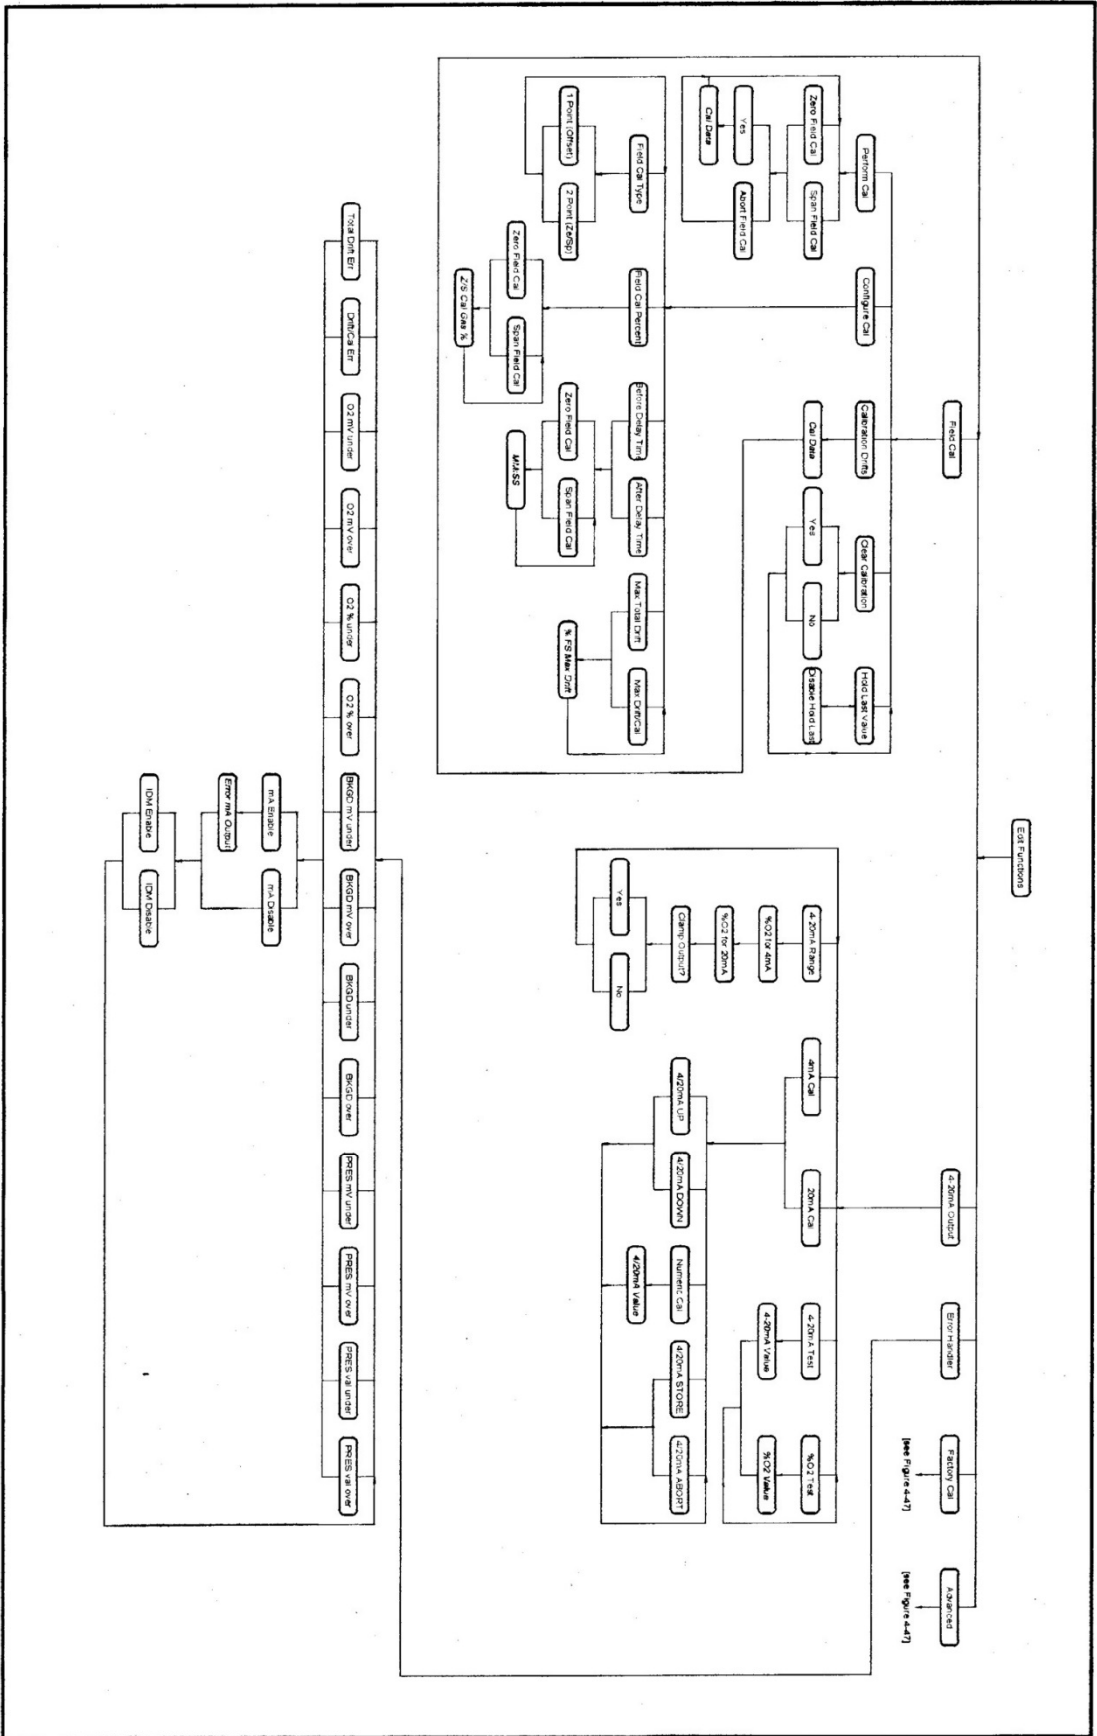 Edit Functions
Field Cal
4-20mA Output
Error Handler
Factory Cal
Advanced
[see Figure 4-47]
[see Figure 4-47]
Perform Cal
Configure Cal
Calibration Drifts
Clear Calibration
Hold Last Value
Zero Field Cal
Span Field Cal
Cal Data
Yes
No
Disable Hold Last
Yes
Abort Field Cal
Cal Data
Field Cal Type
Field Cal Percent
Before Delay Time
After Delay Time
Max Total Drift
Max Drift/Cal
1 Point (Offset)
2 Point (Ze/Sp)
Zero Field Cal
Span Field Cal
Zero Field Cal
Span Field Cal
% FS Max Drift
Z/S Cal Gas %
MM:SS
4-20mA Range
4mA Cal
20mA Cal
4-20mA Test
%O2 Test
%O2 for 4mA
4-20mA Value
%O2 Value
%O2 for 20mA
Clamp Output?
4/20mA UP
4/20mA DOWN
Numeric Cal
4/20mA STORE
4/20mA ABORT
Yes
No
4/20mA Value
Total Drift Err
Drift/Cal Err
O2 mV under
O2 mV over
O2 % under
O2 % over
BKGD mV under
BKGD mV over
BKGD under
BKGD over
PRES mV under
PRES mV over
PRES val under
PRES val over
mA Enable
mA Disable
Error mA Output
IDM Enable
IDM Disable